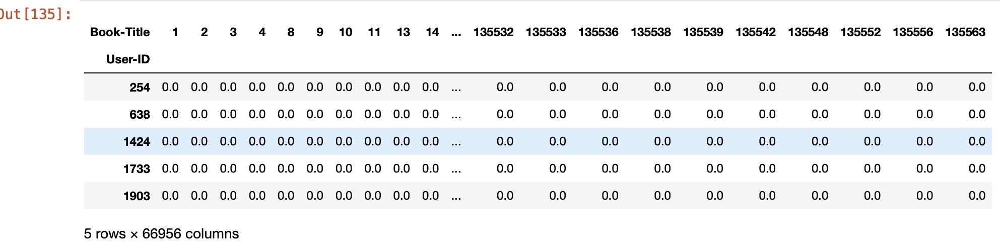 Out[135]:
Book-Title 1 2 3 4 8 9 10 11 13 14 ... 135532 135533 135536 135538 135539 135542 135548 135552 135556 135563
User-ID
254 0.0 0.0 0.0 0.0 0.0 0.0 0.0 0.0 0.0 0.0 ... 0.0 0.0 0.0 0.0 0.0 0.0 0.0 0.0 0.0 0.0
638 0.0 0.0 0.0 0.0 0.0 0.0 0.0 0.0 0.0 0.0 ... 0.0 0.0 0.0 0.0 0.0 0.0 0.0 0.0 0.0 0.0
1424 0.0 0.0 0.0 0.0 0.0 0.0 0.0 0.0 0.0 0.0 ... 0.0 0.0 0.0 0.0 0.0 0.0 0.0 0.0 0.0 0.0
1733 0.0 0.0 0.0 0.0 0.0 0.0 0.0 0.0 0.0 0.0 ... 0.0 0.0 0.0 0.0 0.0 0.0 0.0 0.0 0.0 0.0
1903 0.0 0.0 0.0 0.0 0.0 0.0 0.0 0.0 0.0 0.0 ... 0.0 0.0 0.0 0.0 0.0 0.0 0.0 0.0 0.0 0.0
5 rows × 66956 columns